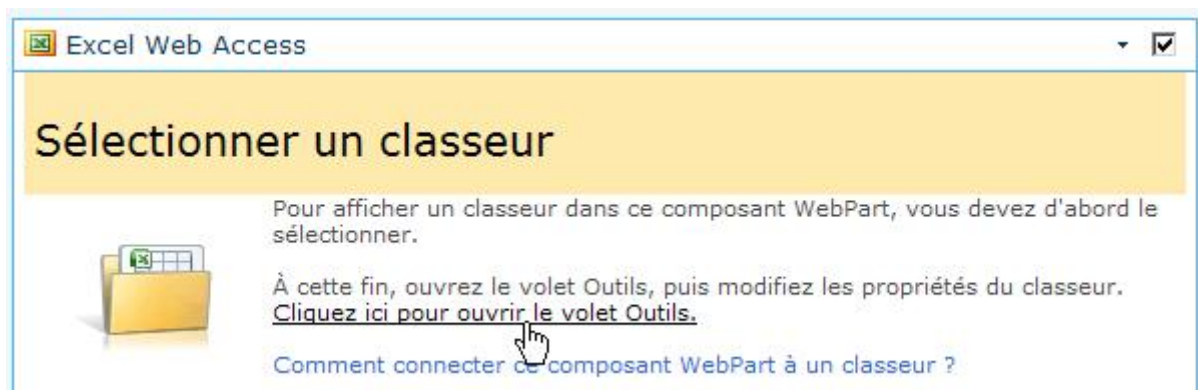 Excel Web Access
Sélectionner un classeur
Pour afficher un classeur dans ce composant WebPart, vous devez d'abord le
sélectionner.
À cette fin, ouvrez le volet Outils, puis modifiez les propriétés du classeur.
Cliquez ici pour ouvrir le volet Outils.
Comment connecter ce composant WebPart à un classeur ?